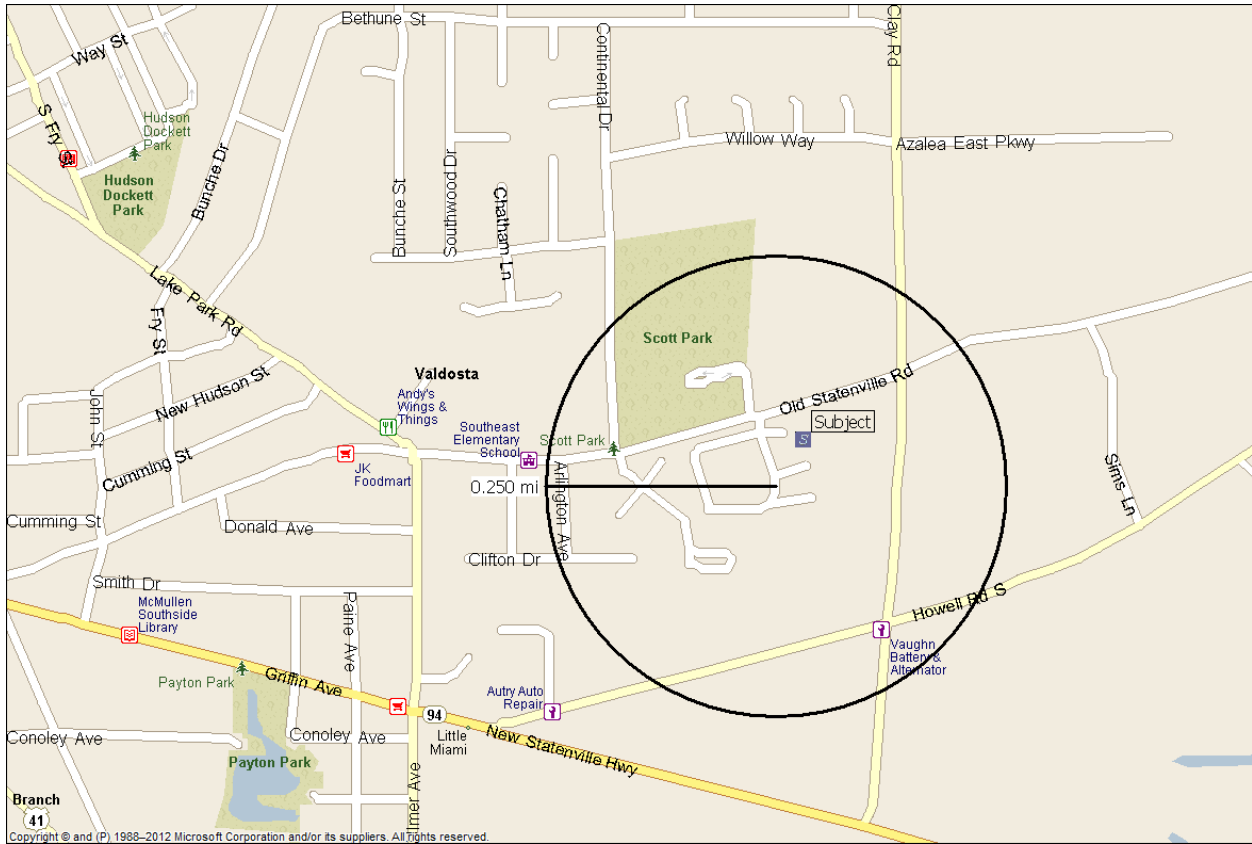 Bethune St
Clay Rd
Way St
Continental Dr
S Fry
Hudson
Dockett
Park
Willow Way
Azalea East Pkwy
Hudson
Dockett
Park
Bunche Dr
Bunche St
Southwood Dr
Chatham Ln
Lake Park Rd
Fry St
Scott Park
Valdosta
New Hudson St
Andy's
Wings &
Things
Old Statenville Rd
John St
Subject
S
Southeast
Elementary
School
Scott Park
Cumming St
JK
Foodmart
Arlington Ave
0.250 mi
Sims Ln
Cumming St
Donald Ave
Clifton Dr
Smith Dr
McMullen
Southside
Library
Paine Ave
Howell Rd S
Vaughn
Battery &
Alternator
Payton Park
Griffin Ave
Autry Auto
Repair
94
Little
Miami
New Statenville Hwy
Conoley Ave
Conoley Ave
Payton Park
Branch
41
Copyright © and (P) 1988–2012 Microsoft Corporation and/or its suppliers. All rights reserved.